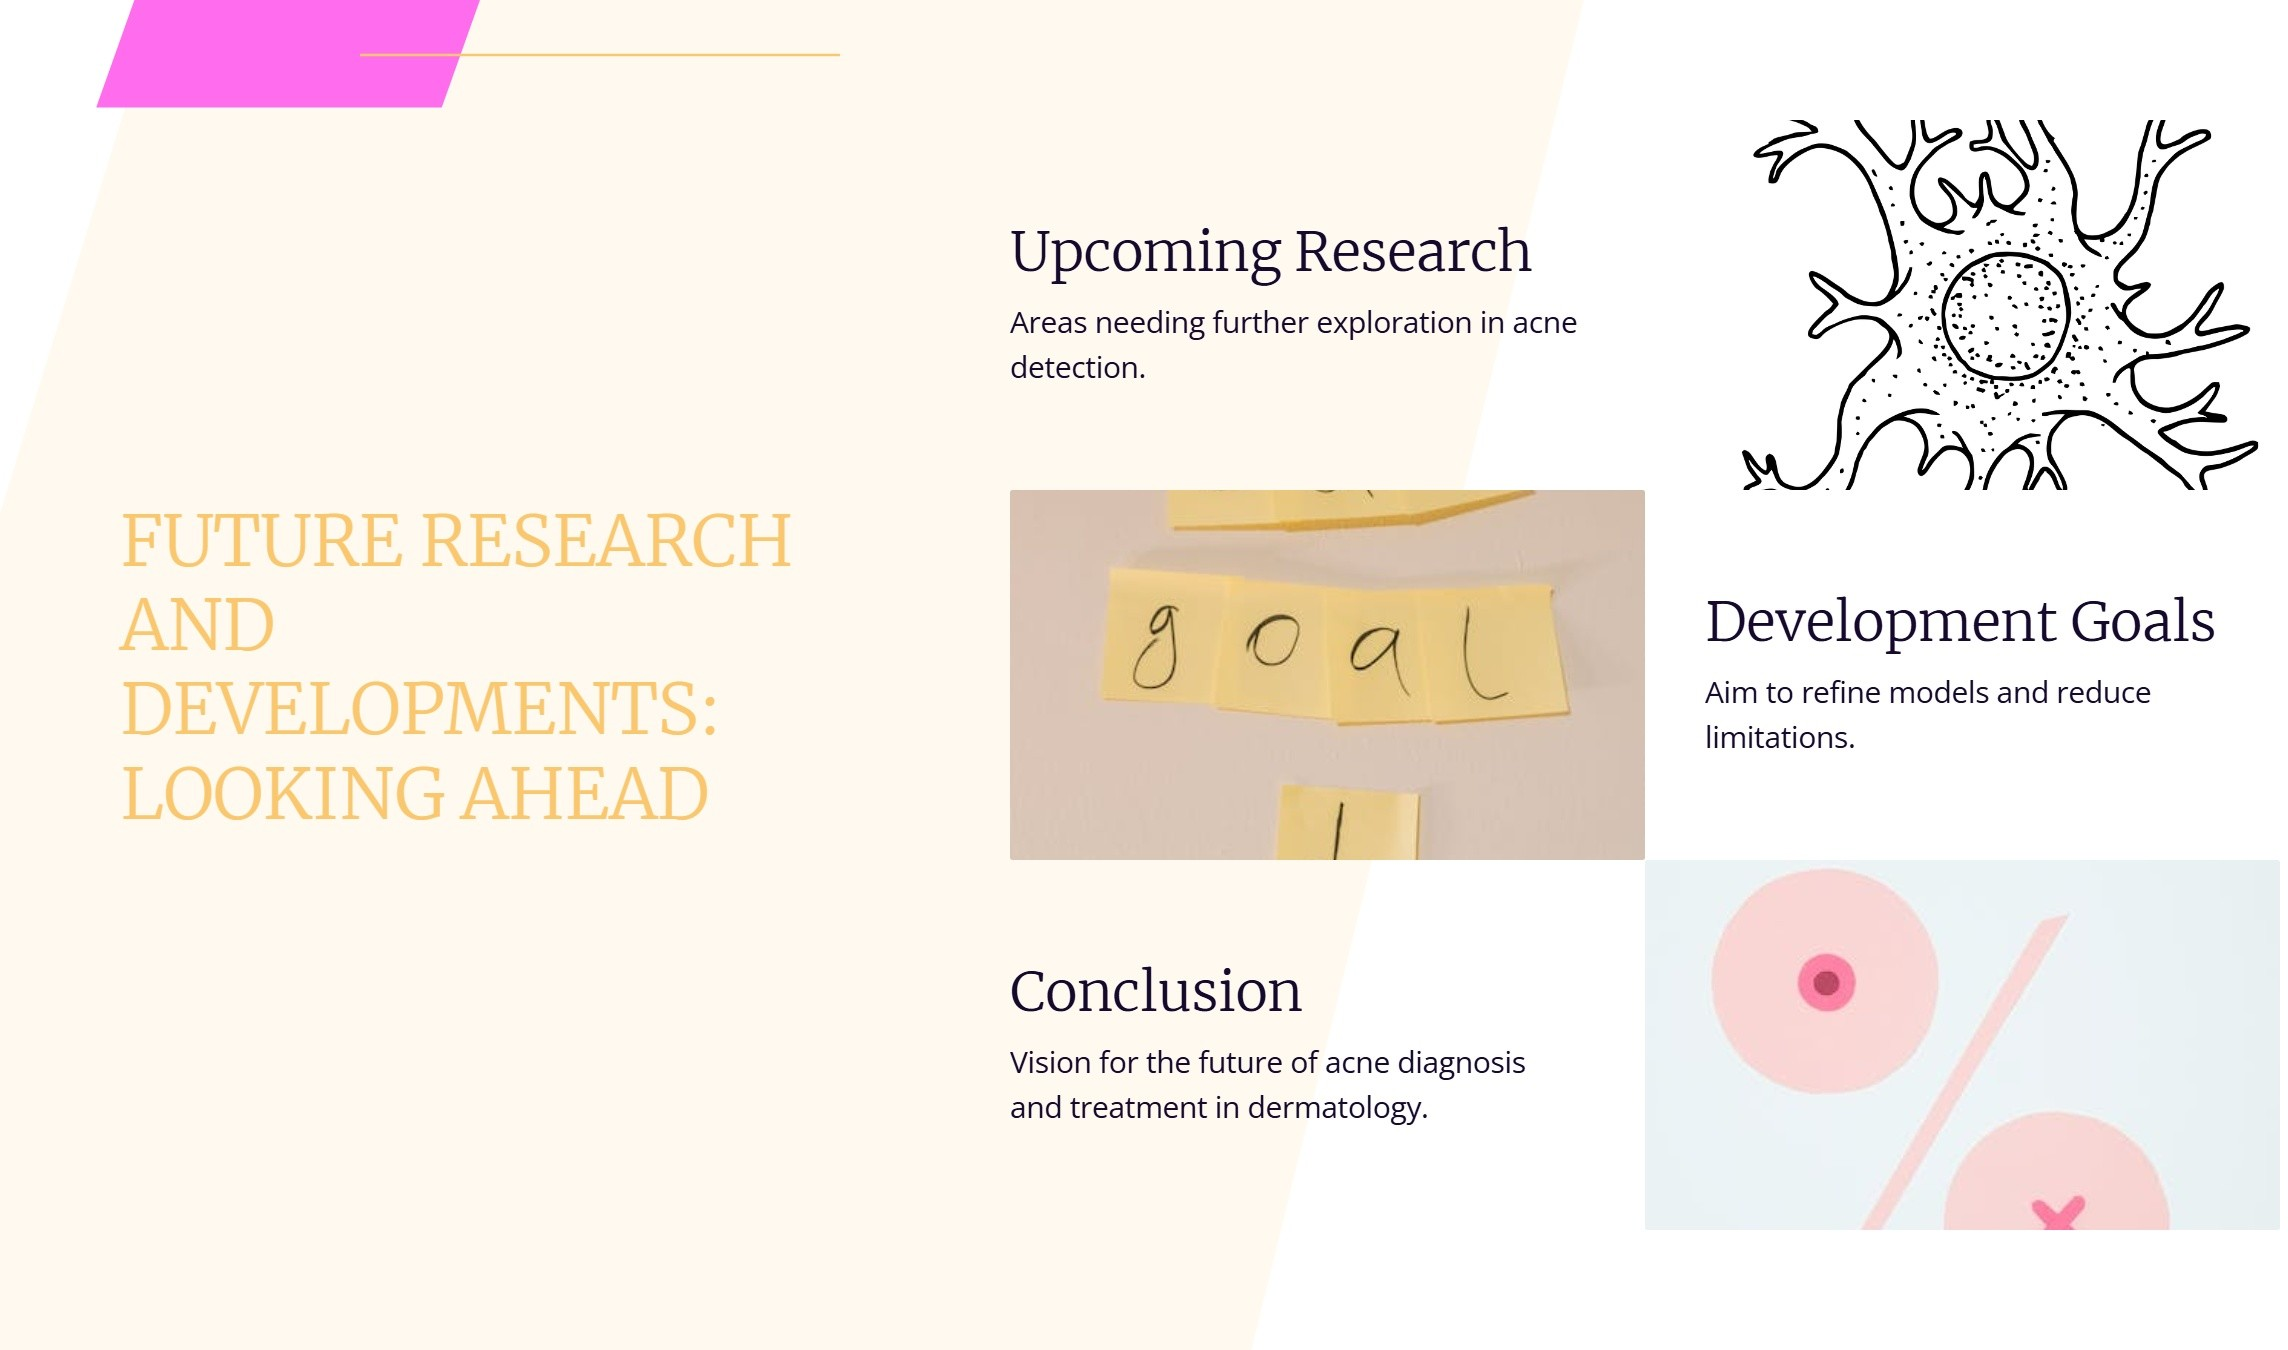 FUTURE RESEARCH
AND
DEVELOPMENTS:
LOOKING AHEAD
Upcoming Research
Areas needing further exploration in acne
detection.
goal
Development Goals
Aim to refine models and reduce
limitations.
Conclusion
Vision for the future of acne diagnosis
and treatment in dermatology.